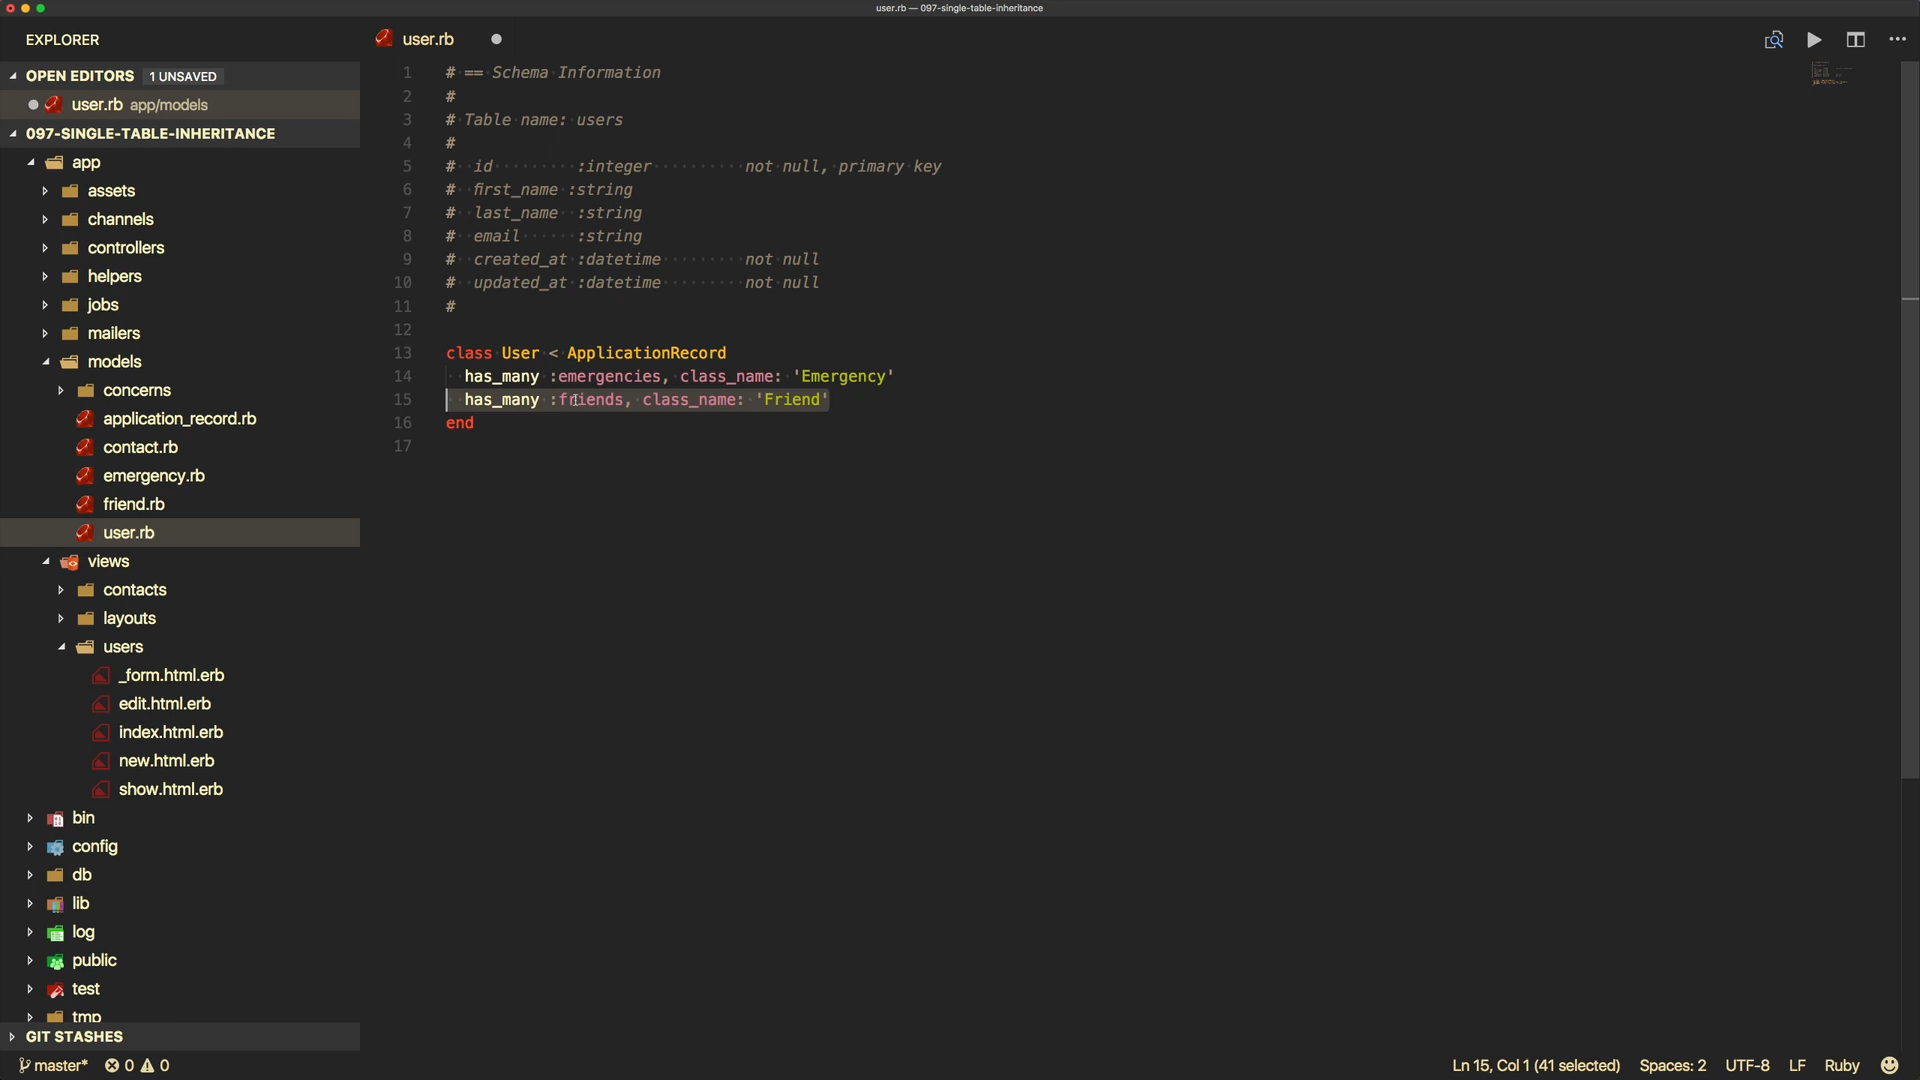 user.rb — 097-single-table-inheritance
EXPLORER
OPEN EDITORS 1 UNSAVED
user.rb app/models
097-SINGLE-TABLE-INHERITANCE
app
assets
channels
controllers
helpers
jobs
mailers
models
concerns
application_record.rb
contact.rb
emergency.rb
friend.rb
user.rb
views
contacts
layouts
users
_form.html.erb
edit.html.erb
index.html.erb
new.html.erb
show.html.erb
bin
config
db
lib
log
public
test
tmp
GIT STASHES
user.rb
1 # == Schema Information
2 #
3 # Table name: users
4 #
5 # id :integer not null, primary key
6 # first_name :string
7 # last_name :string
8 # email :string
9 # created_at :datetime not null
10 # updated_at :datetime not null
11 #
12
13 class User < ApplicationRecord
14 has_many :emergencies, class_name: 'Emergency'
15 has_many :friends, class_name: 'Friend'
16 end
17
master* 0 0 Ln 15, Col 1 (41 selected) Spaces: 2 UTF-8 LF Ruby